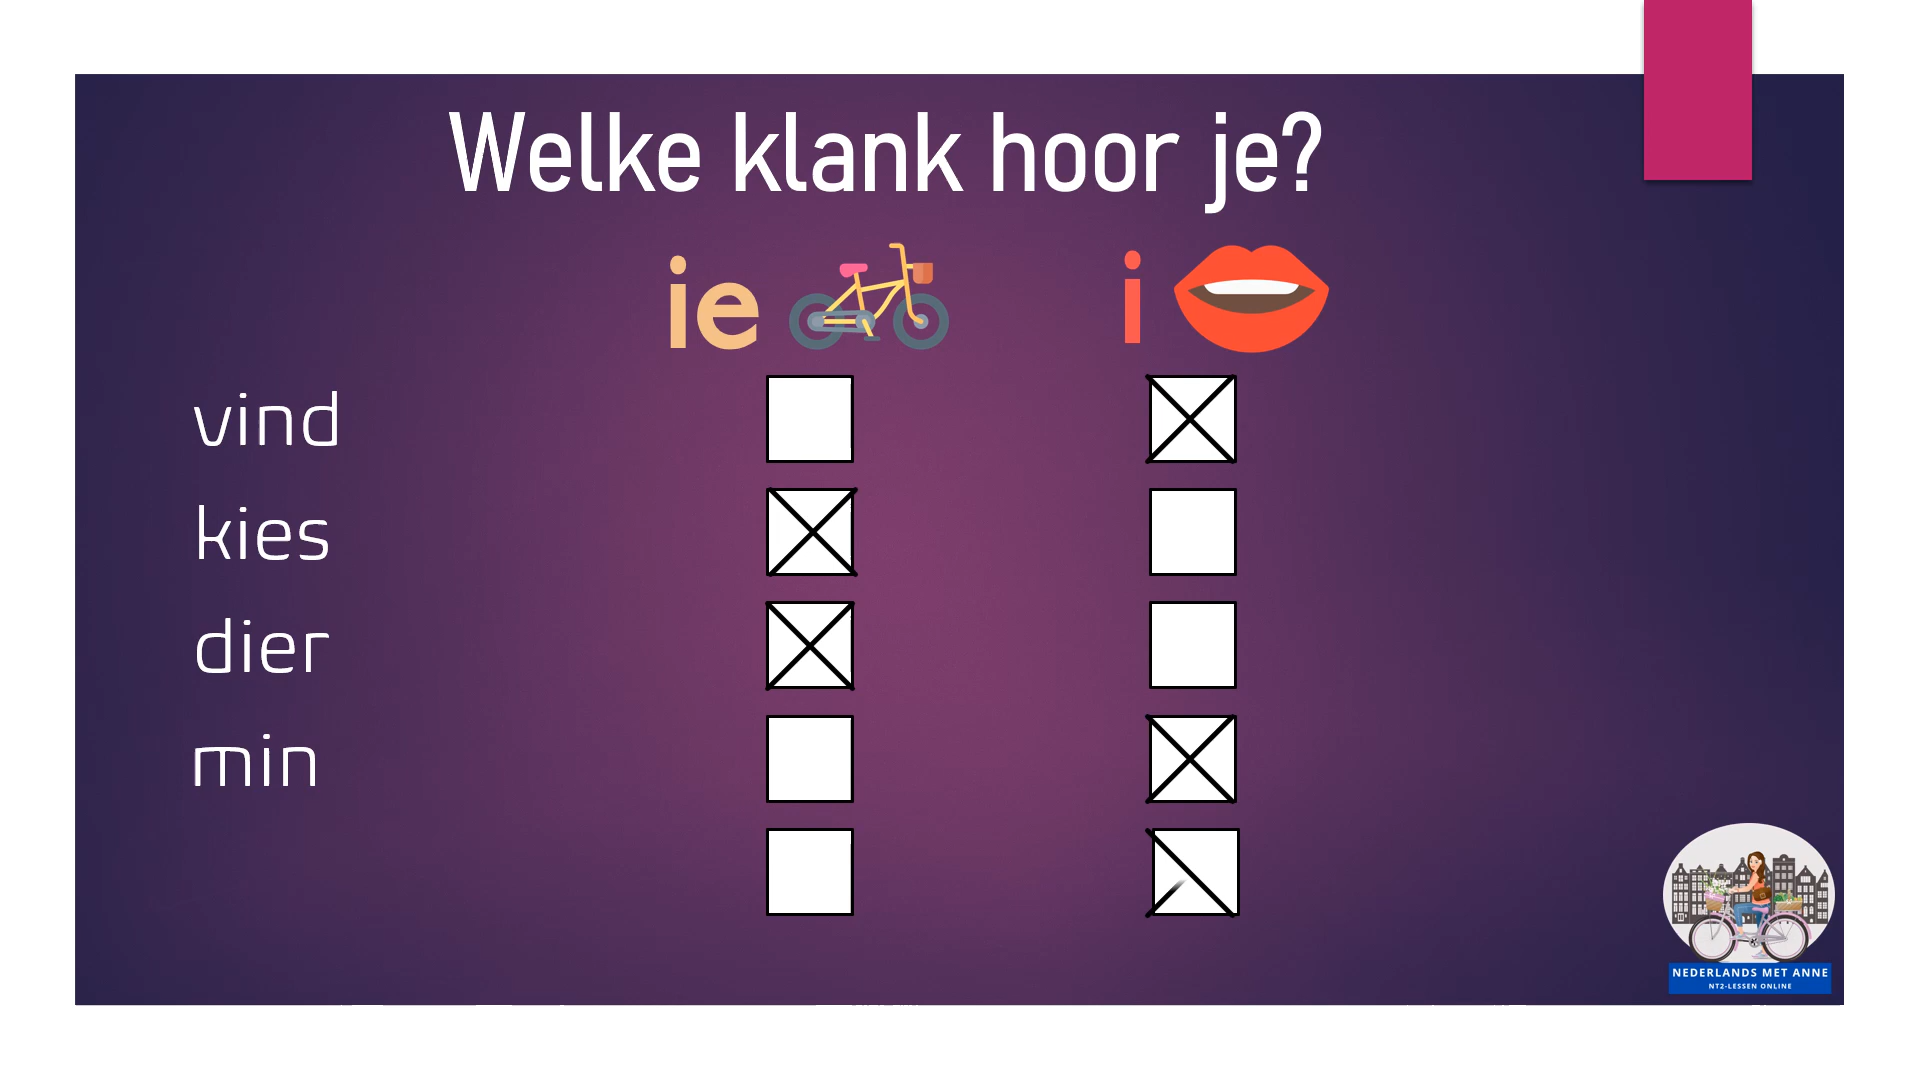 Welke klank hoor je?
ie i
vind
kies
dier
min
NEDERLANDS MET ANNE
NT2-LESSEN ONLINE